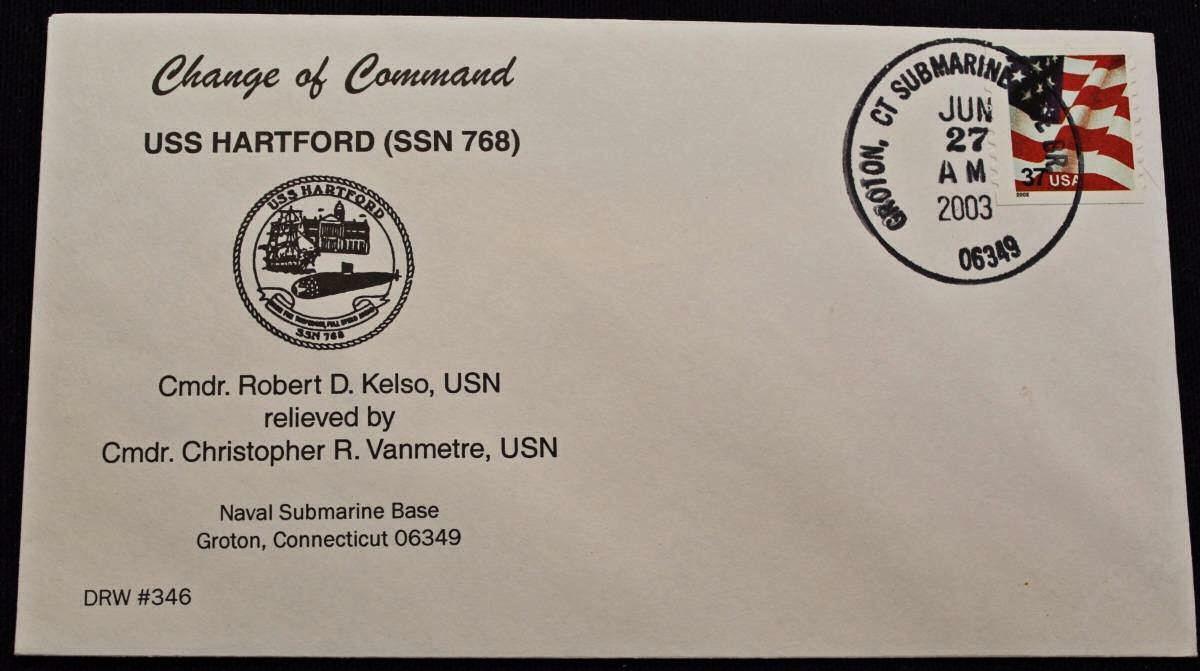 Change of Command
USS HARTFORD (SSN 768)
USS HARTFORD
SSN 768
Cmdr. Robert D. Kelso, USN
relieved by
Cmdr. Christopher R. Vanmetre, USN
Naval Submarine Base
Groton, Connecticut 06349
DRW #346
GROTON, CT SUBMARINE BR.
JUN
27
AM
2003
06349
37 USA